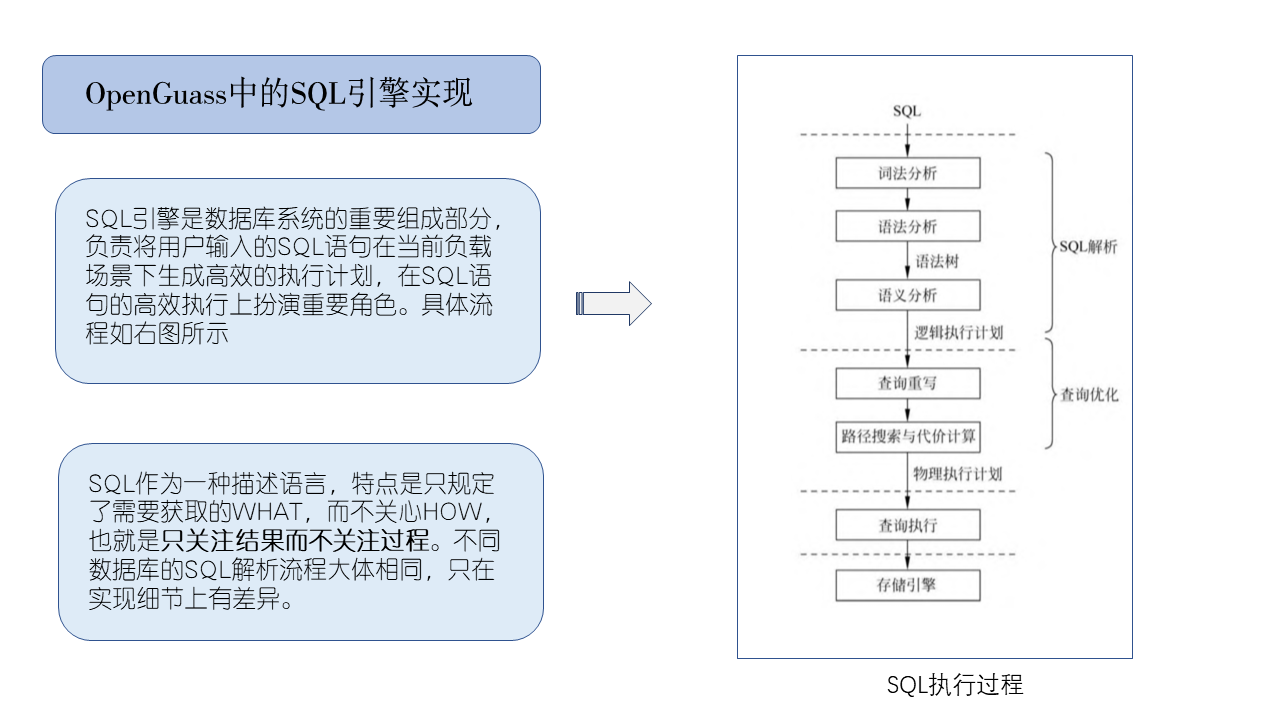 OpenGuass中的SQL引擎实现
SQL引擎是数据库系统的重要组成部分，
负责将用户输入的SQL语句在当前负载
场景下生成高效的执行计划，在SQL语
句的高效执行上扮演重要角色。具体流
程如右图所示
SQL作为一种描述语言，特点是只规定
了需要获取的WHAT，而不关心HOW，
也就是只关注结果而不关注过程。不同
数据库的SQL解析流程大体相同，只在
实现细节上有差异。
SQL
词法分析
语法分析
SQL解析
语法树
语义分析
逻辑执行计划
查询重写
查询优化
路径搜索与代价计算
物理执行计划
查询执行
存储引擎
SQL执行过程